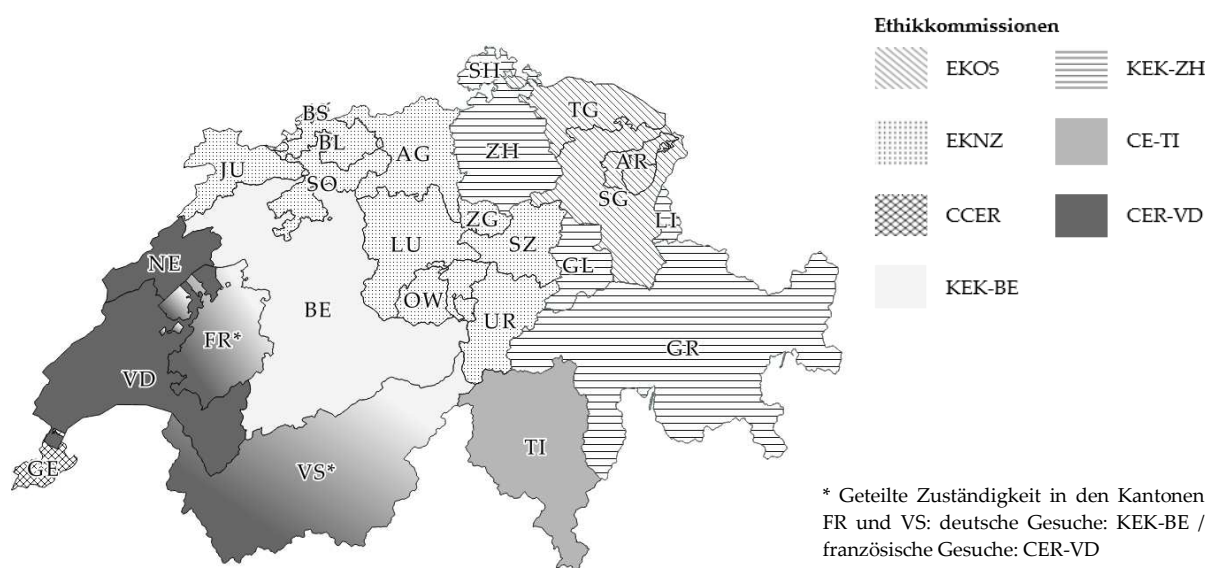 Ethikkommissionen
EKOS
KEK-ZH
EKNZ
CE-TI
CCER
CER-VD
KEK-BE
SH
BS
TG
BL
AG
ZH
AR
JU
SO
SG
ZG
LI
LU
SZ
NE
GL
OW
BE
UR
FR*
GR
VD
TI
GE
VS*
* Geteilte Zuständigkeit in den Kantonen
FR und VS: deutsche Gesuche: KEK-BE /
französische Gesuche: CER-VD